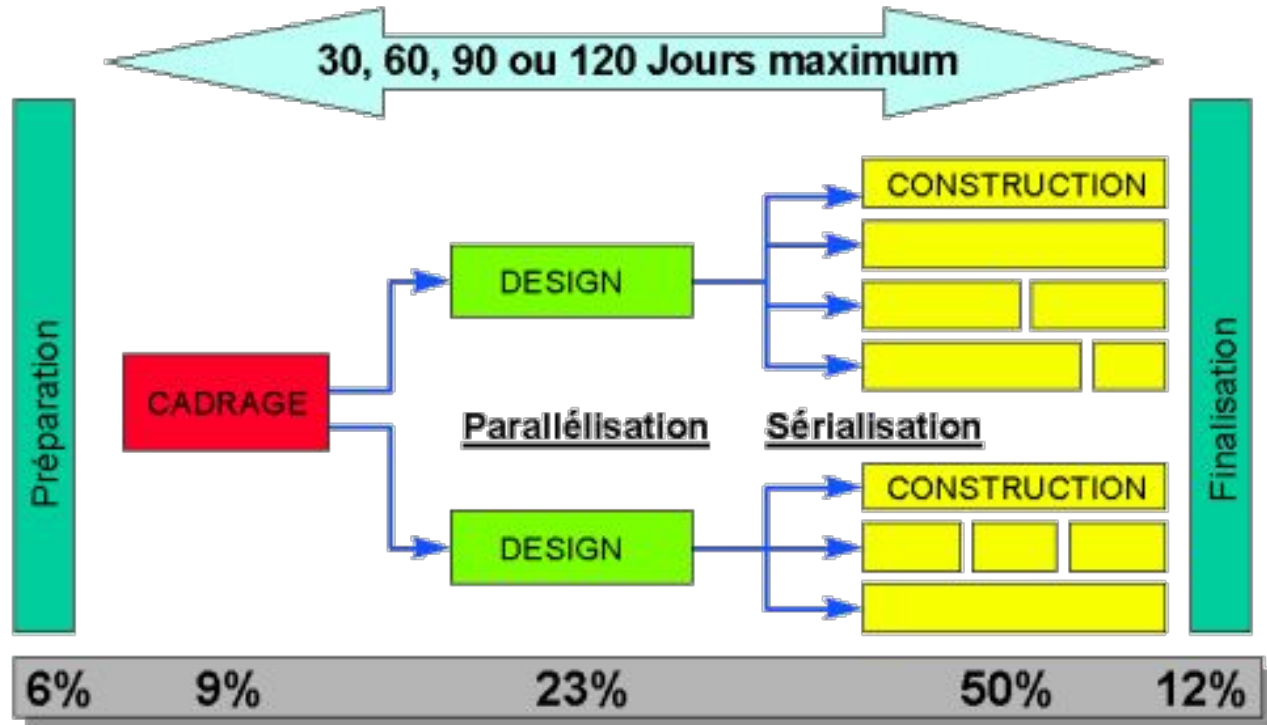 30, 60, 90 ou 120 Jours maximum
Préparation
CADRAGE
DESIGN
CONSTRUCTION
Parallélisation
Sérialisation
DESIGN
CONSTRUCTION
Finalisation
6%
9%
23%
50%
12%